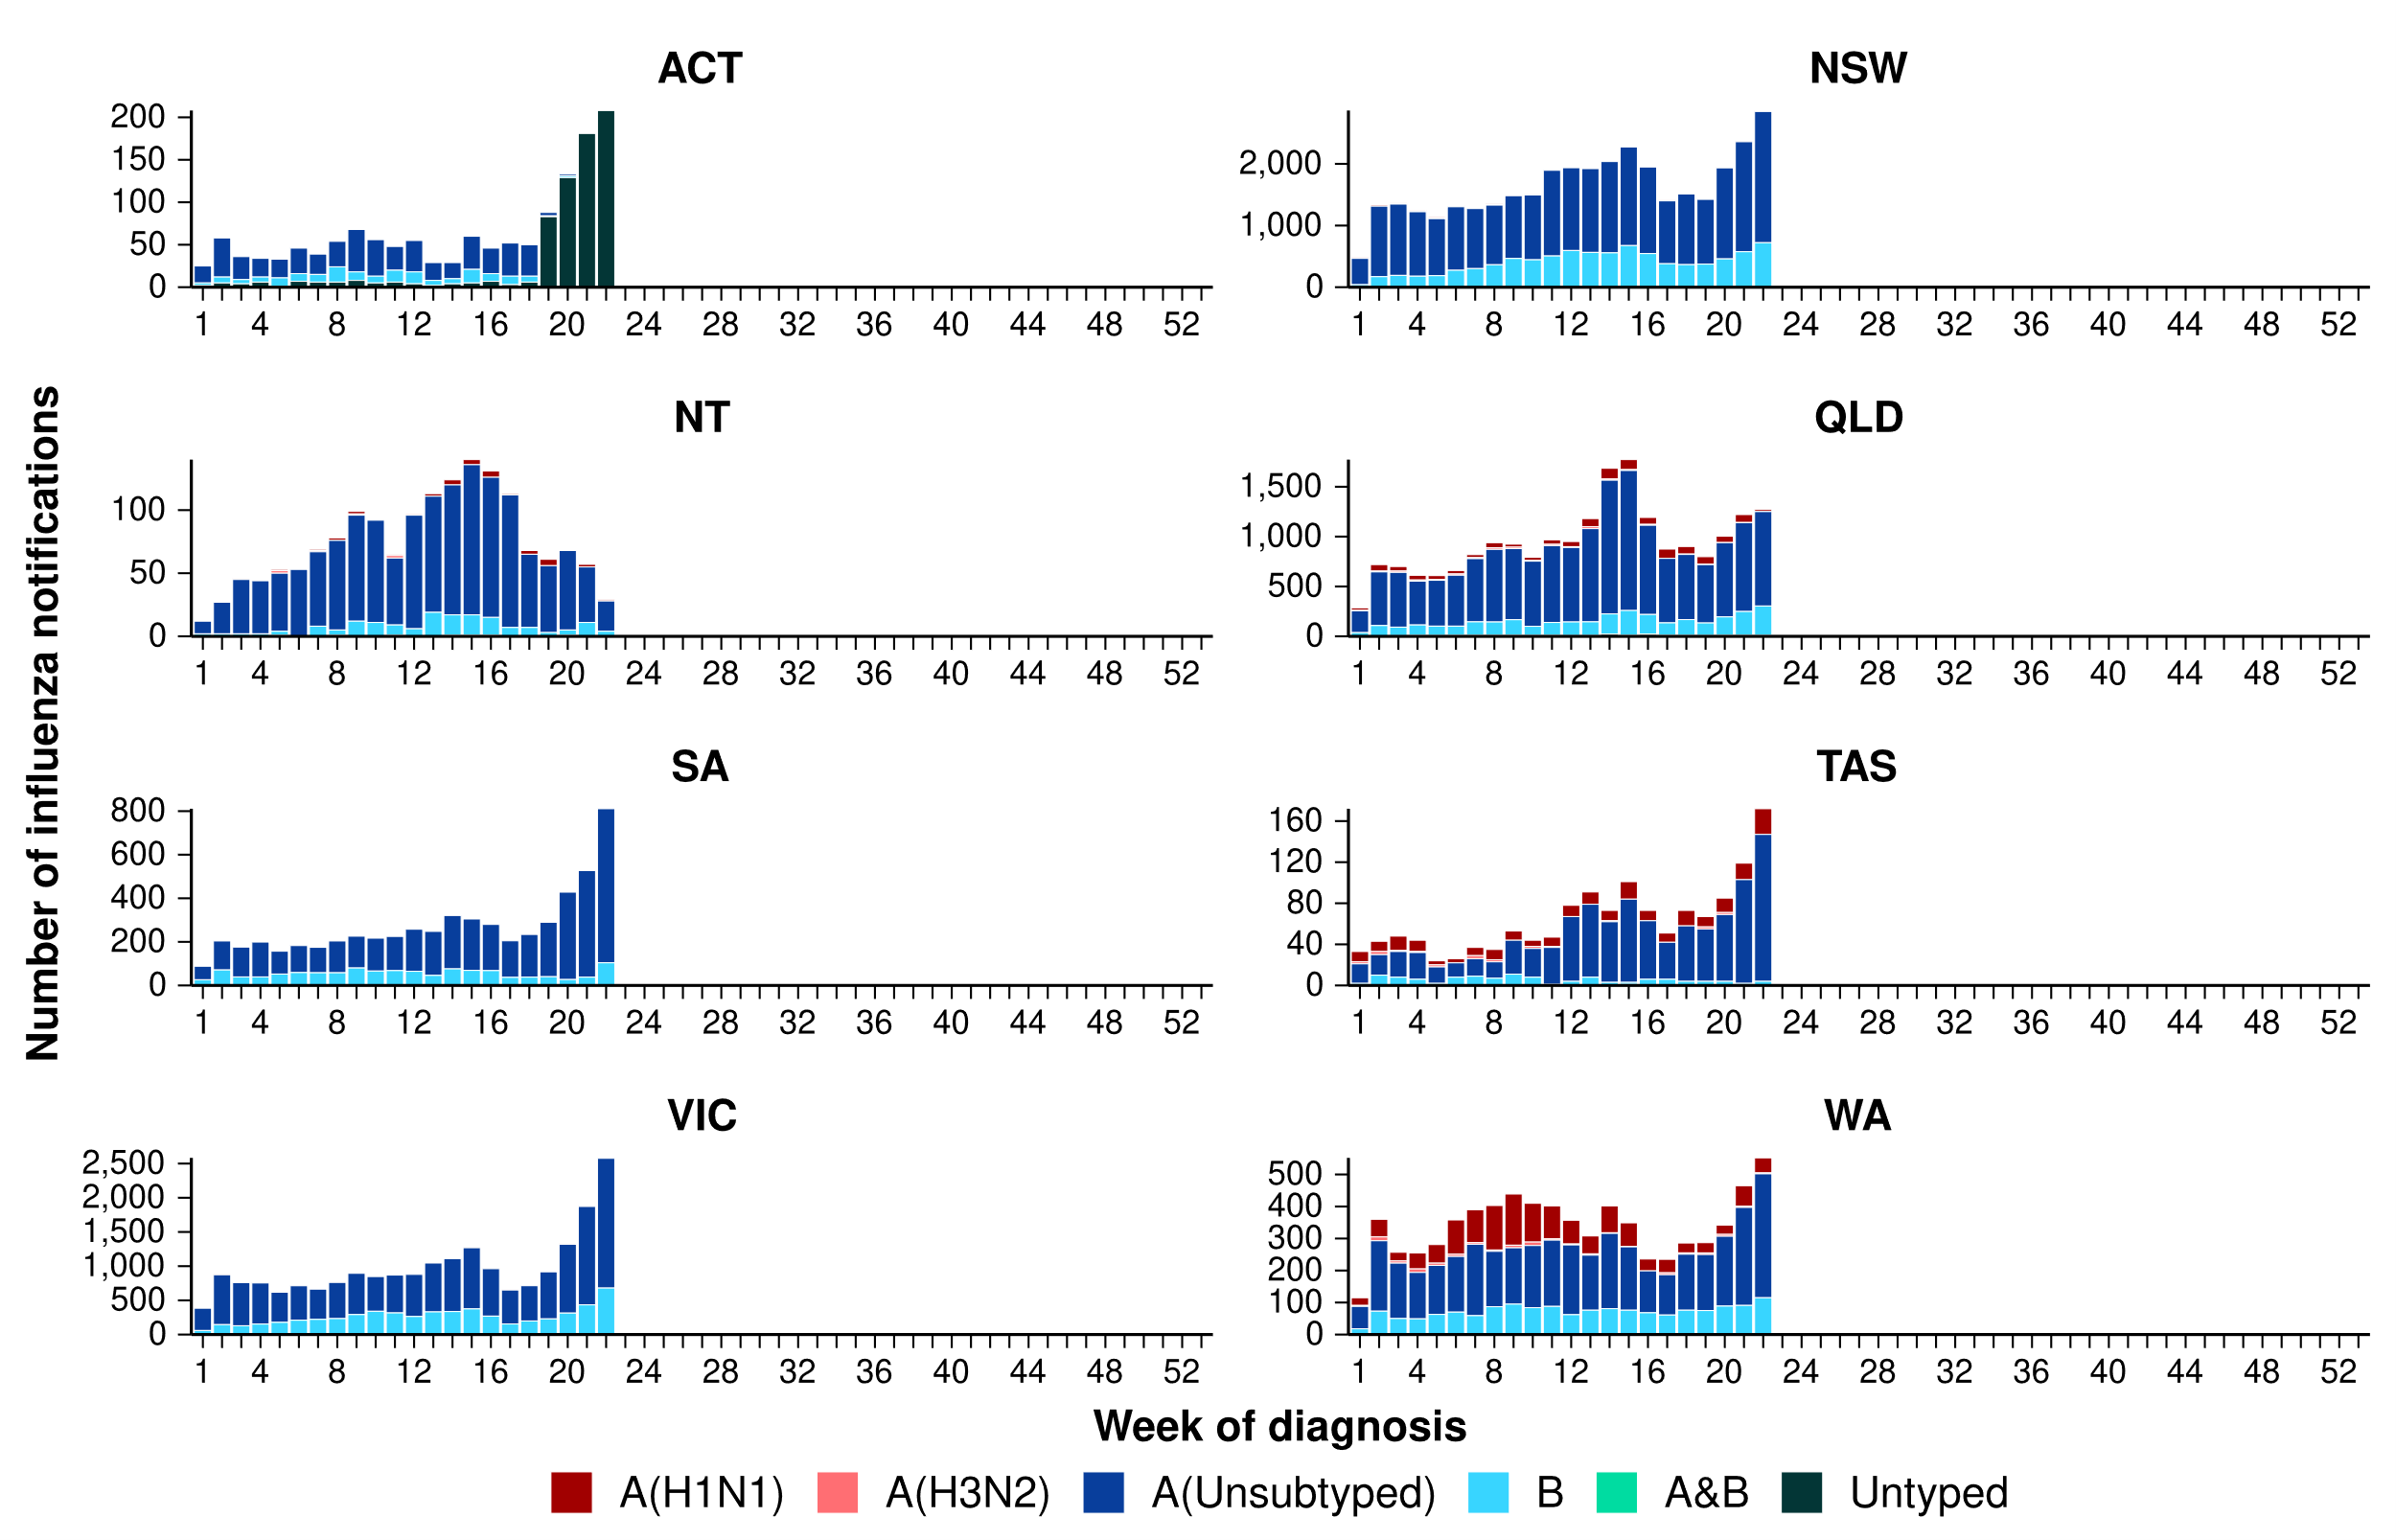 Number of influenza notifications
ACT
200
150
100
50
0
1 4 8 12 16 20 24 28 32 36 40 44 48 52
NSW
2,000
1,000
0
1 4 8 12 16 20 24 28 32 36 40 44 48 52
NT
100
50
0
1 4 8 12 16 20 24 28 32 36 40 44 48 52
QLD
1,500
1,000
500
0
1 4 8 12 16 20 24 28 32 36 40 44 48 52
SA
800
600
400
200
0
1 4 8 12 16 20 24 28 32 36 40 44 48 52
TAS
160
120
80
40
0
1 4 8 12 16 20 24 28 32 36 40 44 48 52
VIC
2,500
2,000
1,500
1,000
500
0
1 4 8 12 16 20 24 28 32 36 40 44 48 52
WA
500
400
300
200
100
0
1 4 8 12 16 20 24 28 32 36 40 44 48 52
Week of diagnosis
A(H1N1) A(H3N2) A(Unsubtyped) B A&B Untyped